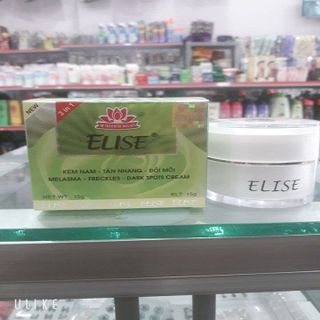 NEW
3 in 1
ELISE®
KEM NÁM - TÀN NHANG - ĐỒI MỒI
MELASMA - FRECKLES - DARK SPOTS CREAM
NET WT: 15g
KLT: 15g
ELISE
ULIKE